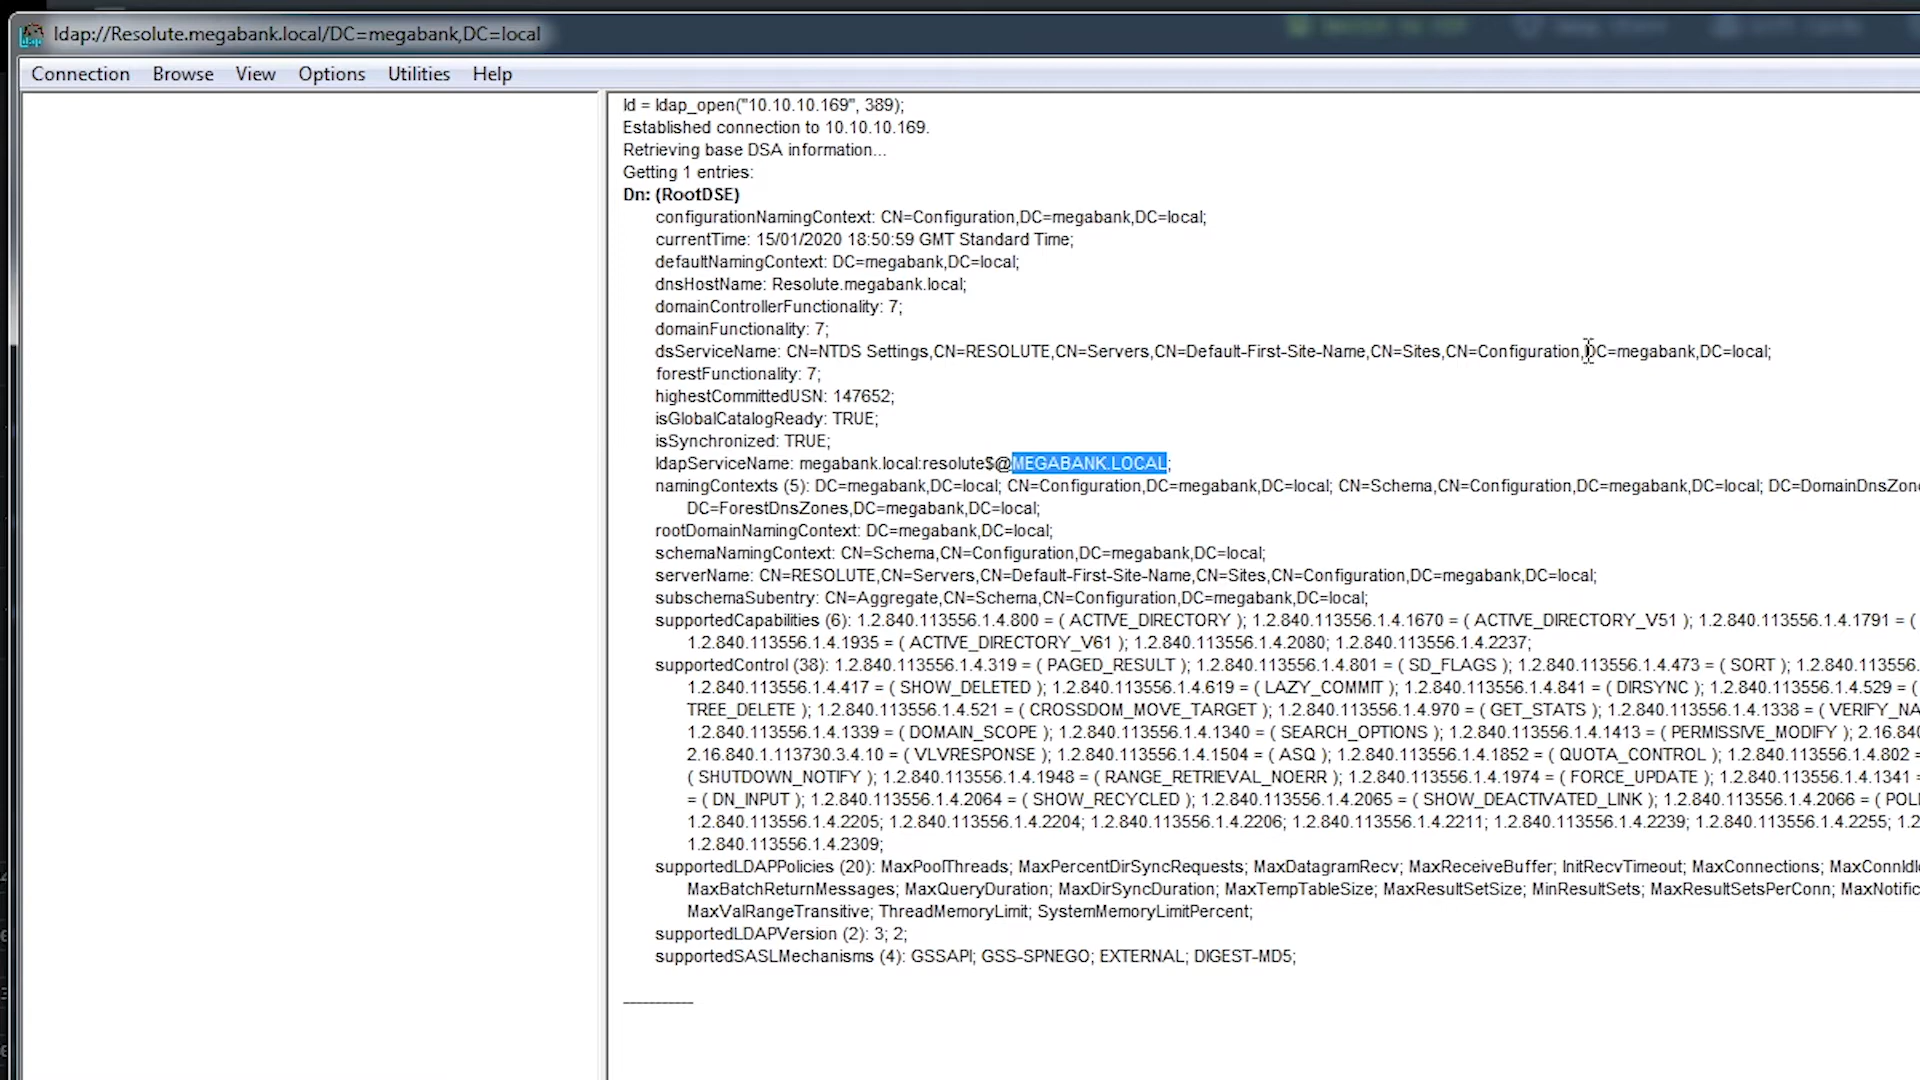 ldap://Resolute.megabank.local/DC=megabank,DC=local
Connection Browse View Options Utilities Help
ld = ldap_open("10.10.10.169", 389);
Established connection to 10.10.10.169.
Retrieving base DSA information...
Getting 1 entries:
Dn: (RootDSE)
configurationNamingContext: CN=Configuration,DC=megabank,DC=local;
currentTime: 15/01/2020 18:50:59 GMT Standard Time;
defaultNamingContext: DC=megabank,DC=local;
dnsHostName: Resolute.megabank.local;
domainControllerFunctionality: 7;
domainFunctionality: 7;
dsServiceName: CN=NTDS Settings,CN=RESOLUTE,CN=Servers,CN=Default-First-Site-Name,CN=Sites,CN=Configuration,DC=megabank,DC=local;
forestFunctionality: 7;
highestCommittedUSN: 147652;
isGlobalCatalogReady: TRUE;
isSynchronized: TRUE;
ldapServiceName: megabank.local:resolute$@MEGABANK.LOCAL;
namingContexts (5): DC=megabank,DC=local; CN=Configuration,DC=megabank,DC=local; CN=Schema,CN=Configuration,DC=megabank,DC=local; DC=DomainDnsZon
DC=ForestDnsZones,DC=megabank,DC=local;
rootDomainNamingContext: DC=megabank,DC=local;
schemaNamingContext: CN=Schema,CN=Configuration,DC=megabank,DC=local;
serverName: CN=RESOLUTE,CN=Servers,CN=Default-First-Site-Name,CN=Sites,CN=Configuration,DC=megabank,DC=local;
subschemaSubentry: CN=Aggregate,CN=Schema,CN=Configuration,DC=megabank,DC=local;
supportedCapabilities (6): 1.2.840.113556.1.4.800 = ( ACTIVE_DIRECTORY ); 1.2.840.113556.1.4.1670 = ( ACTIVE_DIRECTORY_V51 ); 1.2.840.113556.1.4.1791 = (
1.2.840.113556.1.4.1935 = ( ACTIVE_DIRECTORY_V61 ); 1.2.840.113556.1.4.2080; 1.2.840.113556.1.4.2237;
supportedControl (38): 1.2.840.113556.1.4.319 = ( PAGED_RESULT ); 1.2.840.113556.1.4.801 = ( SD_FLAGS ); 1.2.840.113556.1.4.473 = ( SORT ); 1.2.840.113556.
1.2.840.113556.1.4.417 = ( SHOW_DELETED ); 1.2.840.113556.1.4.619 = ( LAZY_COMMIT ); 1.2.840.113556.1.4.841 = ( DIRSYNC ); 1.2.840.113556.1.4.529 = (
TREE_DELETE ); 1.2.840.113556.1.4.521 = ( CROSSDOM_MOVE_TARGET ); 1.2.840.113556.1.4.970 = ( GET_STATS ); 1.2.840.113556.1.4.1338 = ( VERIFY_NA
1.2.840.113556.1.4.1339 = ( DOMAIN_SCOPE ); 1.2.840.113556.1.4.1340 = ( SEARCH_OPTIONS ); 1.2.840.113556.1.4.1413 = ( PERMISSIVE_MODIFY ); 2.16.840
2.16.840.1.113730.3.4.10 = ( VLVRESPONSE ); 1.2.840.113556.1.4.1504 = ( ASQ ); 1.2.840.113556.1.4.1852 = ( QUOTA_CONTROL ); 1.2.840.113556.1.4.802 =
( SHUTDOWN_NOTIFY ); 1.2.840.113556.1.4.1948 = ( RANGE_RETRIEVAL_NOERR ); 1.2.840.113556.1.4.1974 = ( FORCE_UPDATE ); 1.2.840.113556.1.4.1341 =
= ( DN_INPUT ); 1.2.840.113556.1.4.2064 = ( SHOW_RECYCLED ); 1.2.840.113556.1.4.2065 = ( SHOW_DEACTIVATED_LINK ); 1.2.840.113556.1.4.2066 = ( POLI
1.2.840.113556.1.4.2205; 1.2.840.113556.1.4.2204; 1.2.840.113556.1.4.2206; 1.2.840.113556.1.4.2211; 1.2.840.113556.1.4.2239; 1.2.840.113556.1.4.2255; 1.2
1.2.840.113556.1.4.2309;
supportedLDAPPolicies (20): MaxPoolThreads; MaxPercentDirSyncRequests; MaxDatagramRecv; MaxReceiveBuffer; InitRecvTimeout; MaxConnections; MaxConnIdl
MaxBatchReturnMessages; MaxQueryDuration; MaxDirSyncDuration; MaxTempTableSize; MaxResultSetSize; MinResultSets; MaxResultSetsPerConn; MaxNotific
MaxValRangeTransitive; ThreadMemoryLimit; SystemMemoryLimitPercent;
supportedLDAPVersion (2): 3; 2;
supportedSASLMechanisms (4): GSSAPI; GSS-SPNEGO; EXTERNAL; DIGEST-MD5;
___________